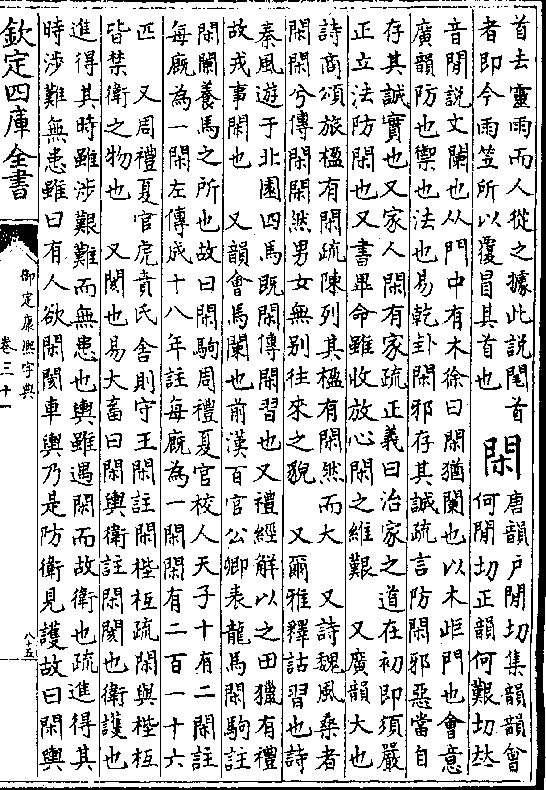 首去靈雨而人從之據此說閏首
者即今雨笠所以覆冒其首也
閑
唐韻戸閒切集韻韻會
何閒切正韻何艱切𠀤
音閒說文闌也从門中有木徐曰閑猶闌也以木歫門也會意
廣韻防也禦也法也易乾卦閑邪存其誠疏言防閑邪惡當自
存其誠實也又家人閑有家疏正義曰治家之道在初即須嚴
正立法防閑也又書畢命雖收放心閑之維艱　又廣韻大也
詩商頌旅楹有閑疏陳列其楹有閑然而大　又詩魏風桑者
閑閑兮傳閑閑然男女無別往來之貌　又爾雅釋詁習也詩
秦風遊于北園四馬既閑傳閑習也又禮經解以之田獵有禮
故戎事閑也　又韻會馬闌也前漢百官公卿表龍馬閑駒註
閑闌養馬之所也故曰閑駒周禮夏官校人天子十有二閑註
每廐為一閑左傳成十八年註每廐為一閑閑有二百一十六
匹　又周禮夏官虎賁氏舍則守王閑註閑梐枑疏閑與梐枑
皆禁衛之物也　又閡也易大畜曰閑輿衛註閑閡也衛護也
進得其時雖涉艱難而無患也輿雖遇閑而故衛也疏進得其
時涉難無患雖曰有人欲閑閡車輿乃是防衛見護故曰閑輿
欽定四庫全書
御定康熙字典
卷三十一
八五